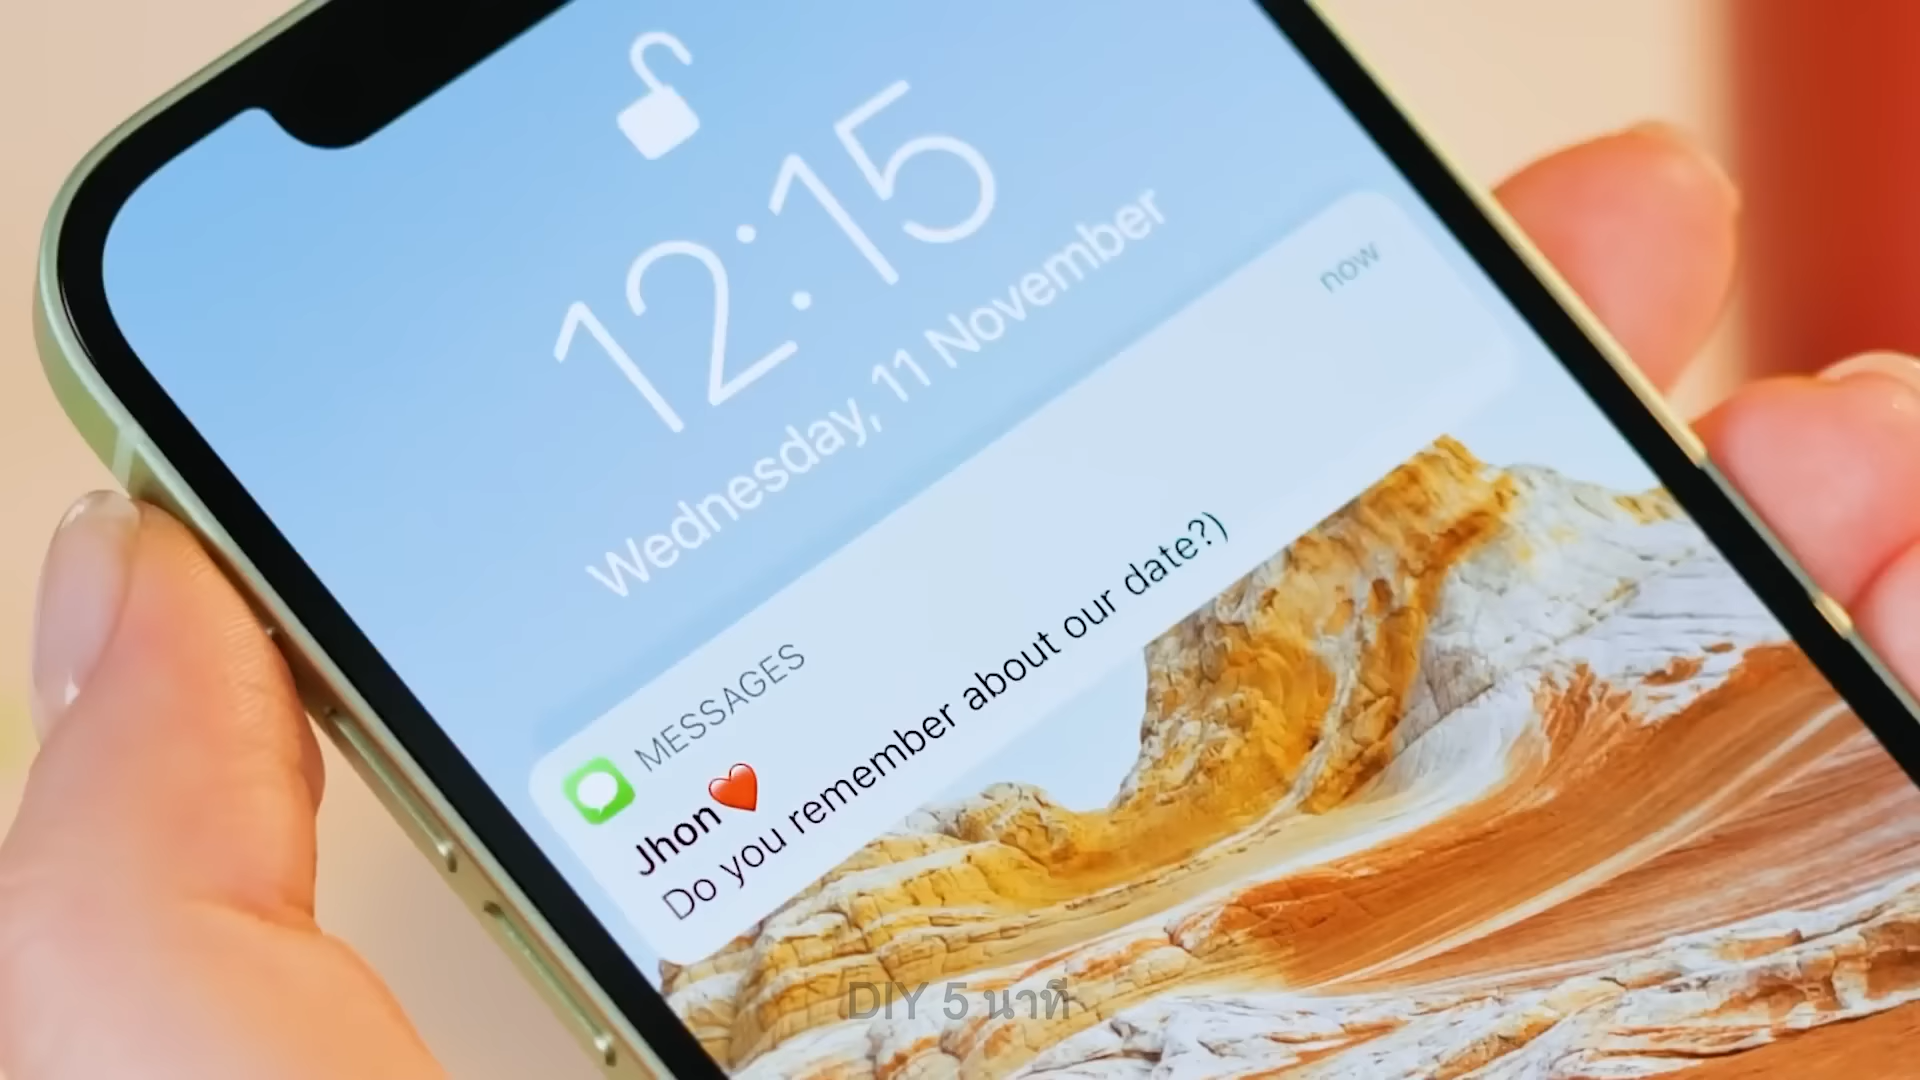 12:15
Wednesday, 11 November
MESSAGES
now
Jhon❤️
Do you remember about our date?)
DIY 5 นาที